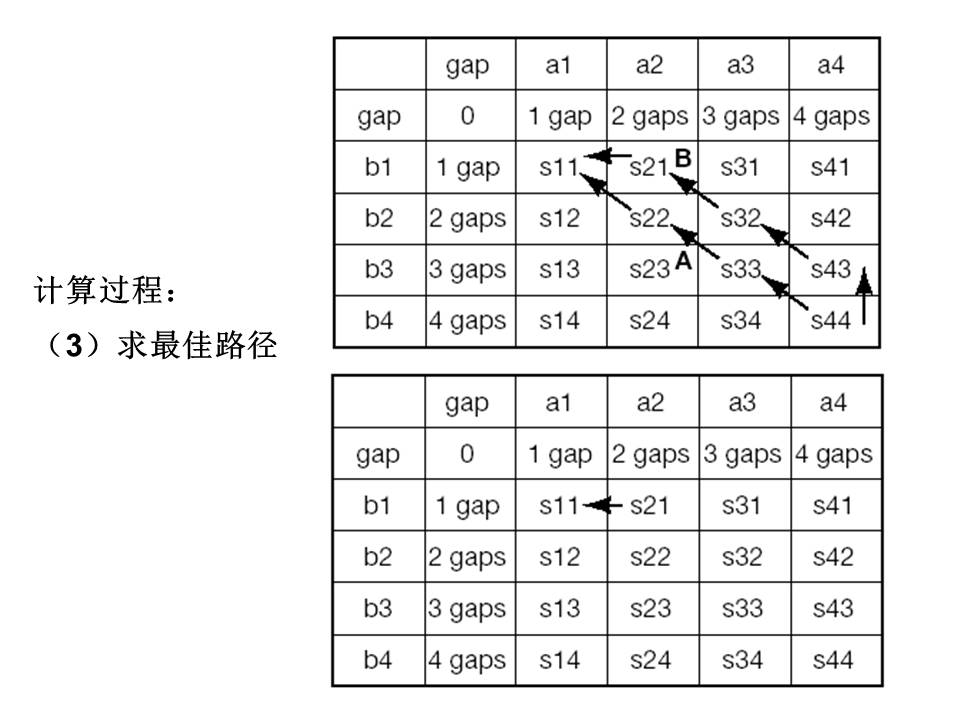 gap a1 a2 a3 a4
gap 0 1 gap 2 gaps 3 gaps 4 gaps
b1 1 gap s11 s21 B s31 s41
b2 2 gaps s12 s22 s32 s42
b3 3 gaps s13 s23 A s33 s43
b4 4 gaps s14 s24 s34 s44
计算过程：
（3）求最佳路径
gap a1 a2 a3 a4
gap 0 1 gap 2 gaps 3 gaps 4 gaps
b1 1 gap s11 s21 s31 s41
b2 2 gaps s12 s22 s32 s42
b3 3 gaps s13 s23 s33 s43
b4 4 gaps s14 s24 s34 s44